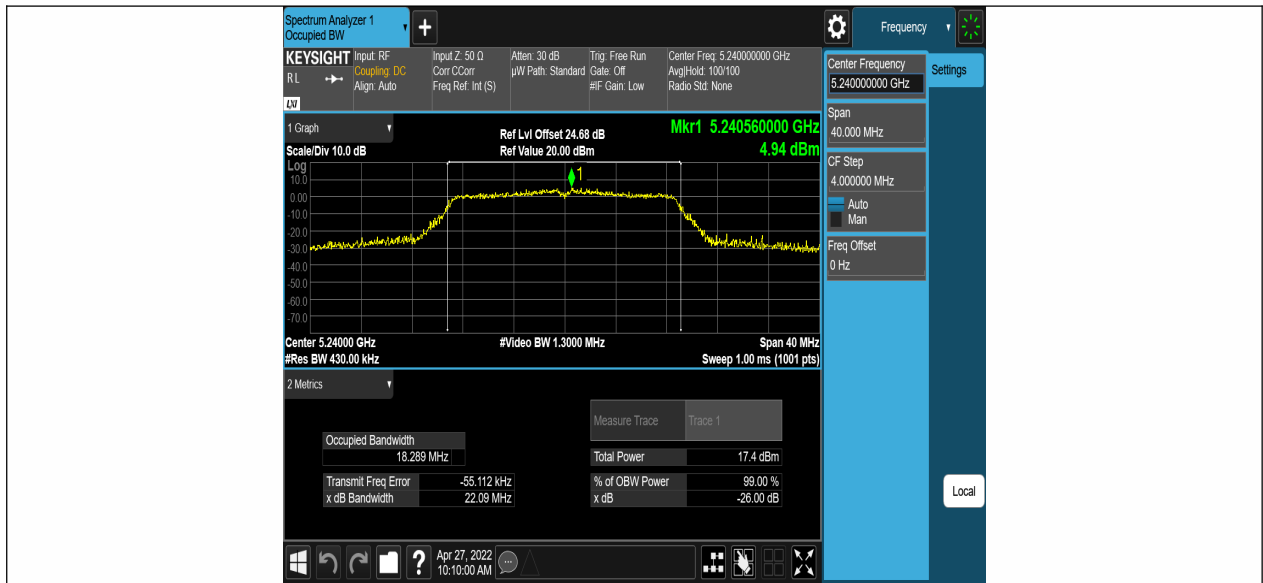 Spectrum Analyzer 1
Occupied BW
+
Frequency
KEYSIGHT
RL
LXI
Input: RF
Coupling: DC
Align: Auto
Input Z: 50 Ω
Corr CCorr
Freq Ref: Int (S)
Atten: 30 dB
µW Path: Standard
Trig: Free Run
Gate: Off
#IF Gain: Low
Center Freq: 5.240000000 GHz
Avg|Hold: 100/100
Radio Std: None
Center Frequency
5.240000000 GHz
Settings
Span
40.000 MHz
CF Step
4.000000 MHz
Auto
Man
Freq Offset
0 Hz
Local
1 Graph
Scale/Div 10.0 dB
Ref Lvl Offset 24.68 dB
Ref Value 20.00 dBm
Mkr1 5.240560000 GHz
4.94 dBm
Log
10.0
0.00
-10.0
-20.0
-30.0
-40.0
-50.0
-60.0
-70.0
1
Center 5.24000 GHz
#Res BW 430.00 kHz
#Video BW 1.3000 MHz
Span 40 MHz
Sweep 1.00 ms (1001 pts)
2 Metrics
Measure Trace Trace 1
Occupied Bandwidth
18.289 MHz
Total Power 17.4 dBm
Transmit Freq Error -55.112 kHz
% of OBW Power 99.00 %
x dB Bandwidth 22.09 MHz
x dB -26.00 dB
?
Apr 27, 2022
10:10:00 AM